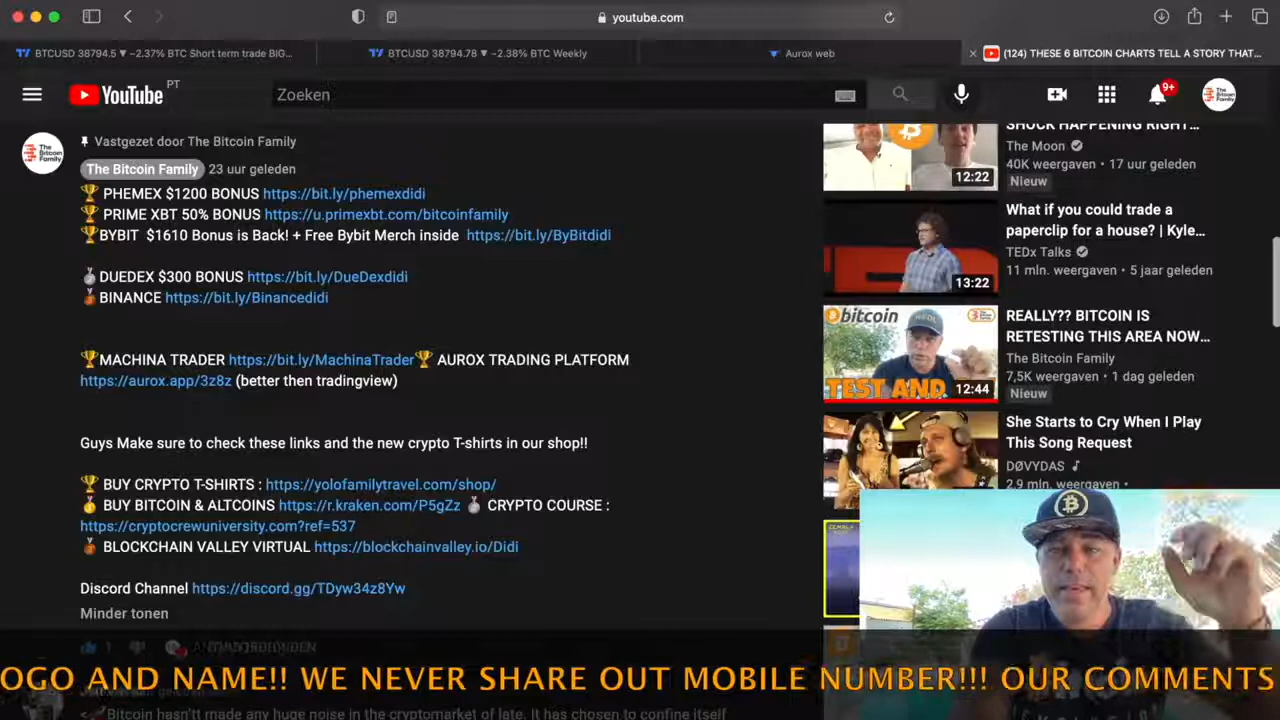 youtube.com
BTCUSD 38794.5 ▼ −2.37% BTC Short term trade BIG...
BTCUSD 38794.78 ▼ −2.38% BTC Weekly
Aurox web
(124) THESE 6 BITCOIN CHARTS TELL A STORY THAT...
YouTube PT
Zoeken
9+
Vastgezet door The Bitcoin Family
The Bitcoin Family 23 uur geleden
🏆 PHEMEX $1200 BONUS https://bit.ly/phemexdidi
🏆 PRIME XBT 50% BONUS https://u.primexbt.com/bitcoinfamily
🏆BYBIT $1610 Bonus is Back! + Free Bybit Merch inside https://bit.ly/ByBitdidi
🥈DUEDEX $300 BONUS https://bit.ly/DueDexdidi
🥉BINANCE https://bit.ly/Binancedidi
🏆MACHINA TRADER https://bit.ly/MachinaTrader🏆 AUROX TRADING PLATFORM
https://aurox.app/3z8z (better then tradingview)
Guys Make sure to check these links and the new crypto T-shirts in our shop!!
🏆 BUY CRYPTO T-SHIRTS : https://yolofamilytravel.com/shop/
🥇 BUY BITCOIN & ALTCOINS https://r.kraken.com/P5gZz 🥈 CRYPTO COURSE :
https://cryptocrewuniversity.com?ref=537
🥉 BLOCKCHAIN VALLEY VIRTUAL https://blockchainvalley.io/Didi
Discord Channel https://discord.gg/TDyw34z8Yw
Minder tonen
1 ANTWOORDEN
Bitcoin hasn'tt made any huge noise in the cryptomarket of late. It has chosen to confine itself
SHOCK HAPPENING RIGHT...
The Moon
40K weergaven • 17 uur geleden
Nieuw
12:22
What if you could trade a
paperclip for a house? | Kyle...
TEDx Talks
11 mln. weergaven • 5 jaar geleden
13:22
bitcoin
TEST AND
12:44
REALLY?? BITCOIN IS
RETESTING THIS AREA NOW...
The Bitcoin Family
7,5K weergaven • 1 dag geleden
Nieuw
She Starts to Cry When I Play
This Song Request
DØVYDAS
2,9 mln. weergaven •
OGO AND NAME!! WE NEVER SHARE OUT MOBILE NUMBER!!! OUR COMMENTS